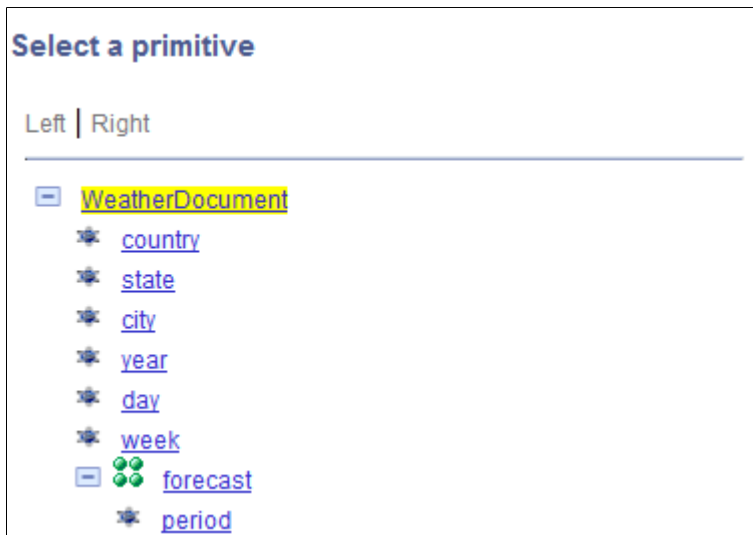 Select a primitive
Left | Right
WeatherDocument
country
state
city
year
day
week
forecast
period